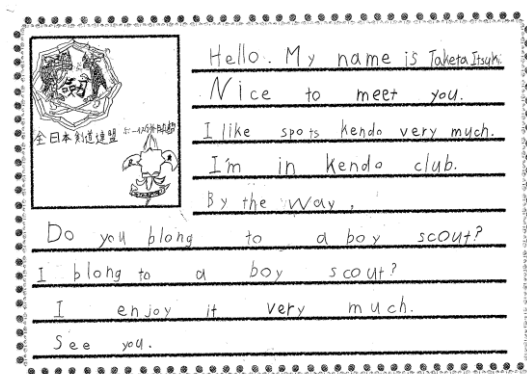 全日本剣道連盟
Hello. My name is Taketa Itsuki.
Nice to meet you.
I like spots kendo very much.
I'm in kendo club.
By the way,
Do you blong to a boy scout?
I blong to a boy scout?
I enjoy it very much.
See you.